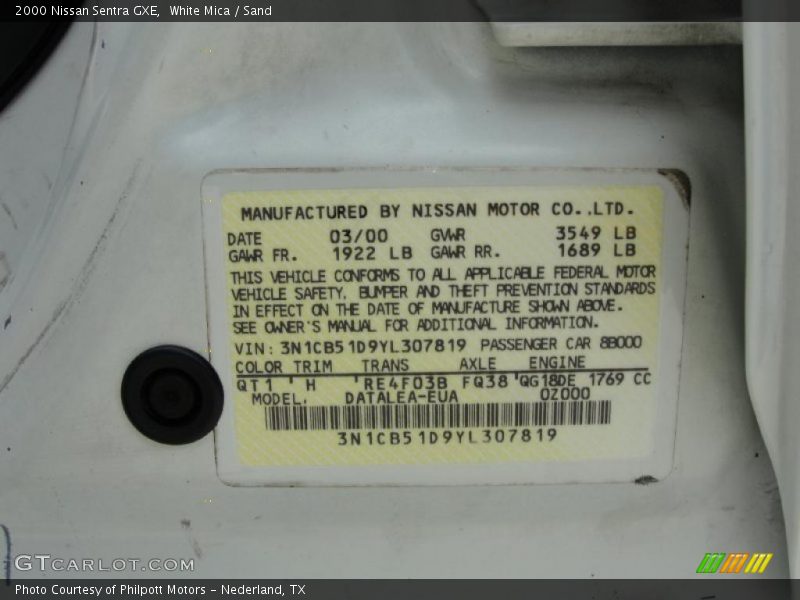 2000 Nissan Sentra GXE, White Mica / Sand
MANUFACTURED BY NISSAN MOTOR CO.,LTD.
DATE 03/00 GVWR 3549 LB
GAWR FR. 1922 LB GAWR RR. 1689 LB
THIS VEHICLE CONFORMS TO ALL APPLICABLE FEDERAL MOTOR
VEHICLE SAFETY, BUMPER AND THEFT PREVENTION STANDARDS
IN EFFECT ON THE DATE OF MANUFACTURE SHOWN ABOVE.
SEE OWNER'S MANUAL FOR ADDITIONAL INFORMATION.
VIN: 3N1CB51D9YL307819 PASSENGER CAR 8B000
COLOR TRIM TRANS AXLE ENGINE
QT1 H RE4F03B FQ38 QG18DE 1769 CC
MODEL. DATALEA-EUA 0Z000
3N1CB51D9YL307819
GTCARLOT.COM
Photo Courtesy of Philpott Motors - Nederland, TX